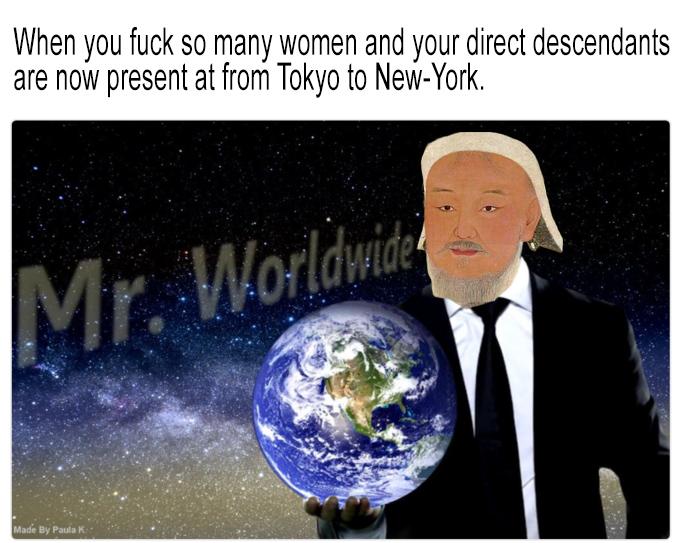 When you fuck so many women and your direct descendants
are now present at from Tokyo to New-York.
Mr. Worldwide
Made By Paula K